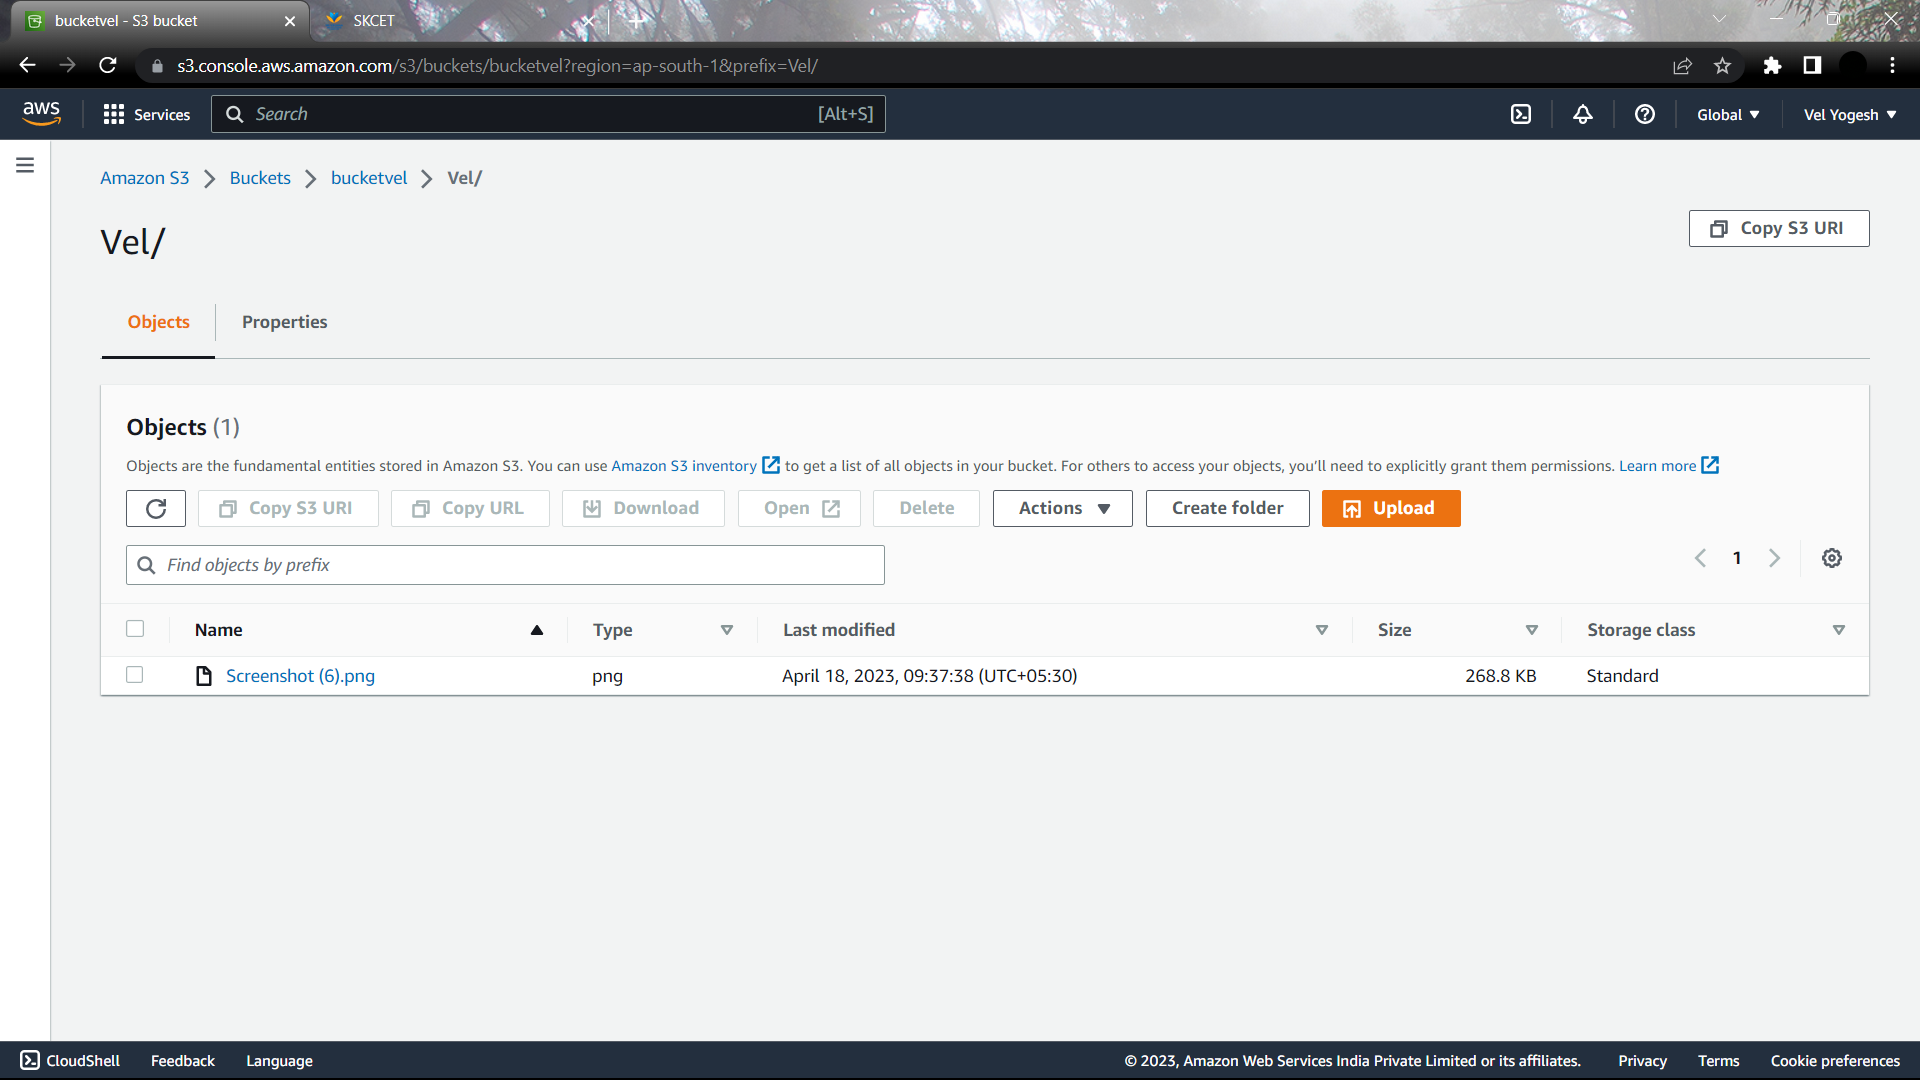 bucketvel - S3 bucket
SKCET
s3.console.aws.amazon.com/s3/buckets/bucketvel?region=ap-south-1&prefix=Vel/
aws
Services
Search
[Alt+S]
Global
Vel Yogesh
Amazon S3
Buckets
bucketvel
Vel/
Vel/
Copy S3 URI
Objects
Properties
Objects (1)
Objects are the fundamental entities stored in Amazon S3. You can use Amazon S3 inventory to get a list of all objects in your bucket. For others to access your objects, you'll need to explicitly grant them permissions. Learn more
Copy S3 URI
Copy URL
Download
Open
Delete
Actions
Create folder
Upload
Find objects by prefix
1
Name
Type
Last modified
Size
Storage class
Screenshot (6).png
png
April 18, 2023, 09:37:38 (UTC+05:30)
268.8 KB
Standard
CloudShell
Feedback
Language
© 2023, Amazon Web Services India Private Limited or its affiliates.
Privacy
Terms
Cookie preferences